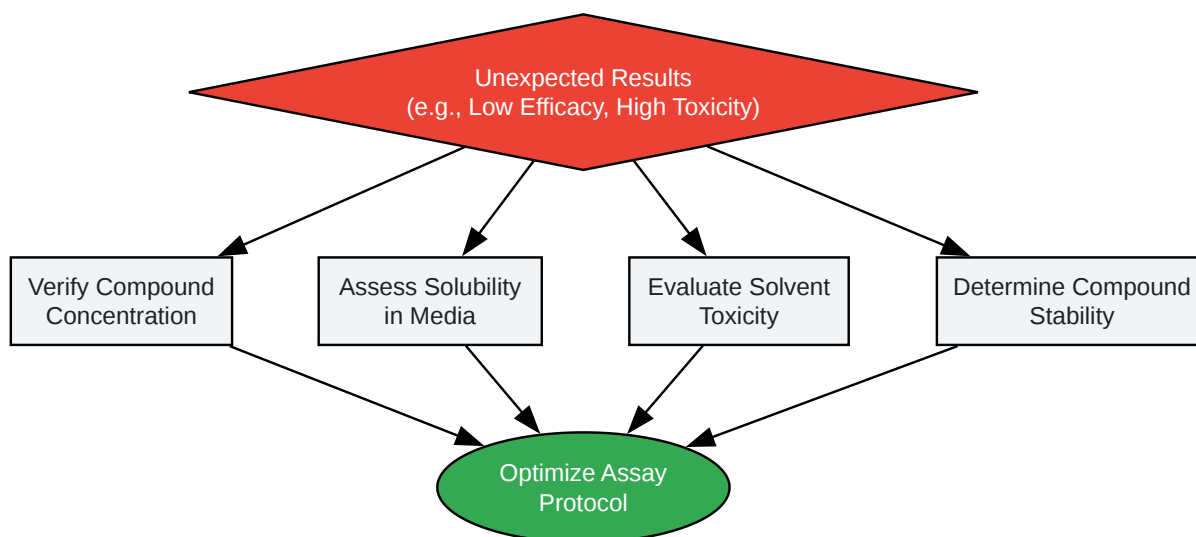 Unexpected Results
(e.g., Low Efficacy, High Toxicity)
Verify Compound
Concentration
Assess Solubility
in Media
Evaluate Solvent
Toxicity
Determine Compound
Stability
Optimize Assay
Protocol